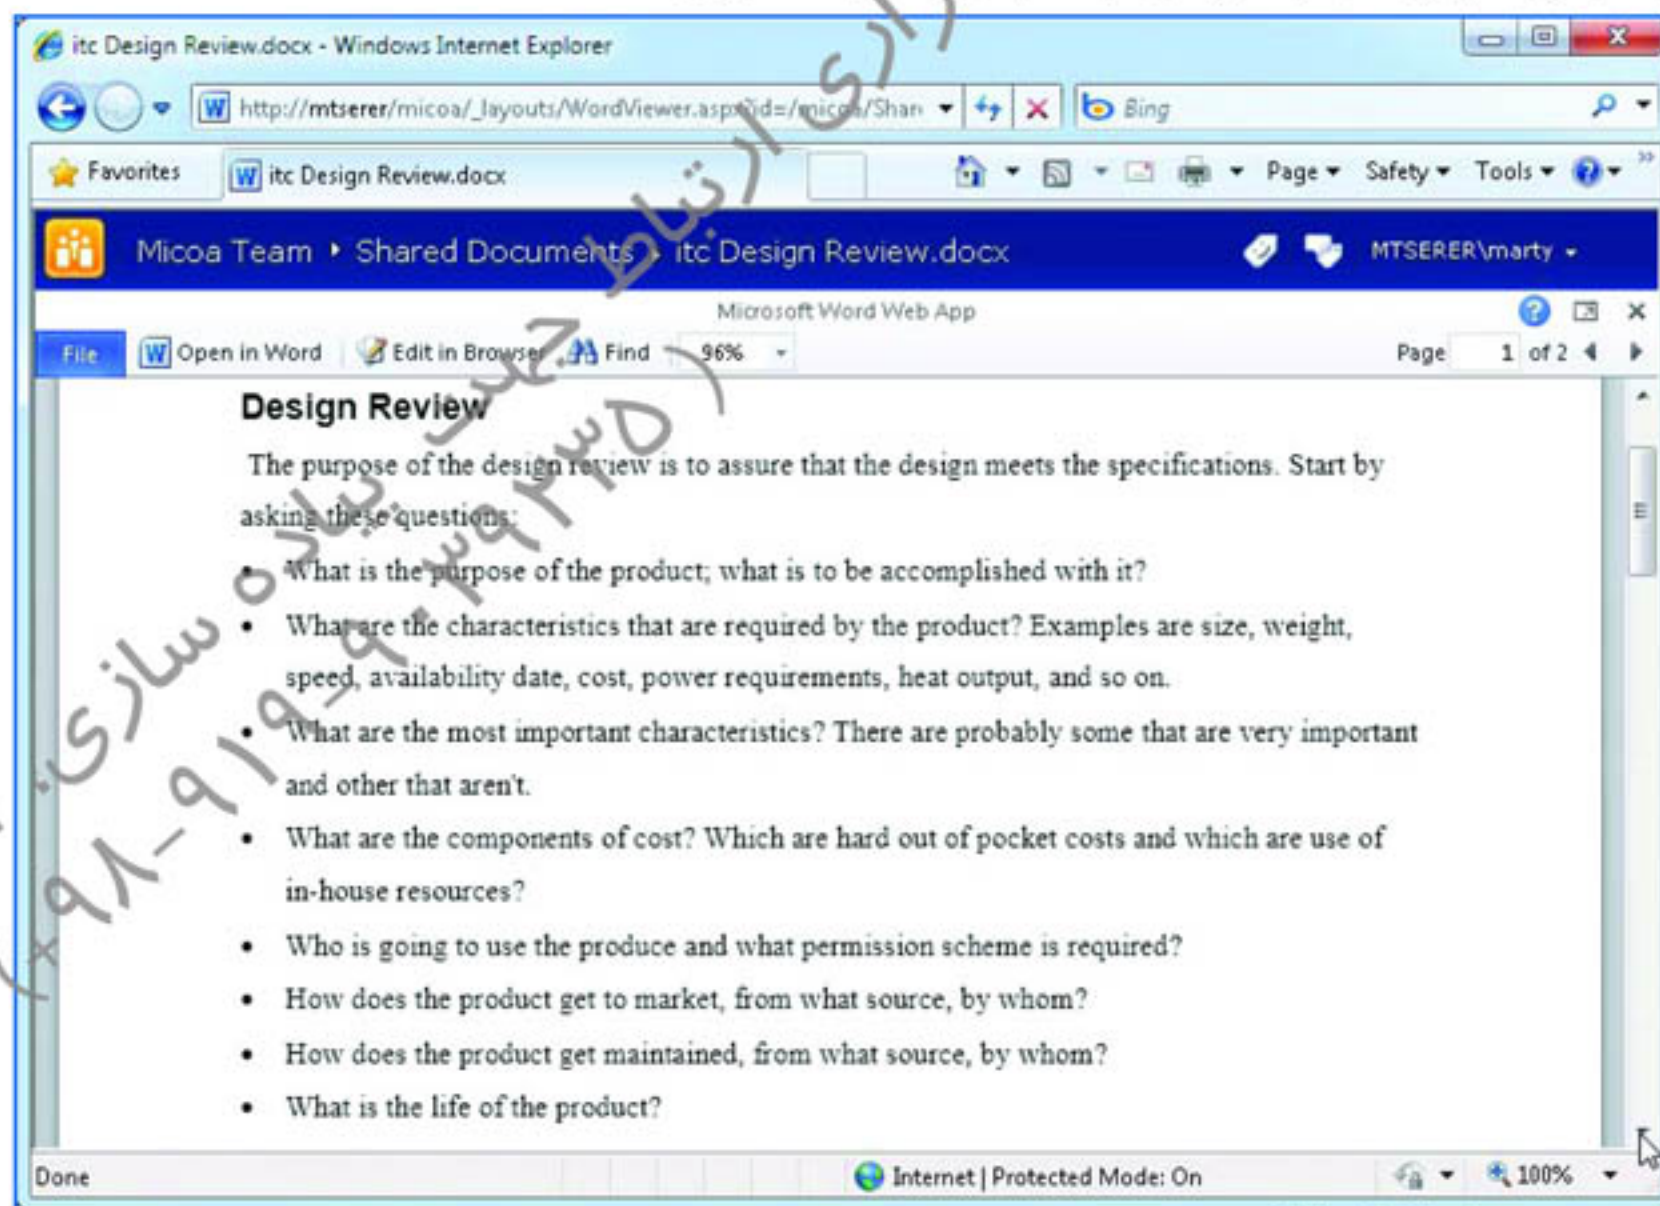 itc Design Review.docx - Windows Internet Explorer
http://mtserer/micoa/_layouts/WordViewer.aspx?id=/micoa/Shar
Bing
Favorites
itc Design Review.docx
Page Safety Tools
Micoa Team ▸ Shared Documents ▸ itc Design Review.docx MTSERER\marty
Microsoft Word Web App
File Open in Word Edit in Browser Find 96% Page 1 of 2
Design Review
The purpose of the design review is to assure that the design meets the specifications. Start by
asking these questions:
• What is the purpose of the product; what is to be accomplished with it?
• What are the characteristics that are required by the product? Examples are size, weight,
speed, availability date, cost, power requirements, heat output, and so on.
• What are the most important characteristics? There are probably some that are very important
and other that aren't.
• What are the components of cost? Which are hard out of pocket costs and which are use of
in-house resources?
• Who is going to use the produce and what permission scheme is required?
• How does the product get to market, from what source, by whom?
• How does the product get maintained, from what source, by whom?
• What is the life of the product?
Done Internet | Protected Mode: On 100%
ارتباط جهت پیاده سازی
(+۹۸-۹۱۹-۹۰۳۹۳۳۵)